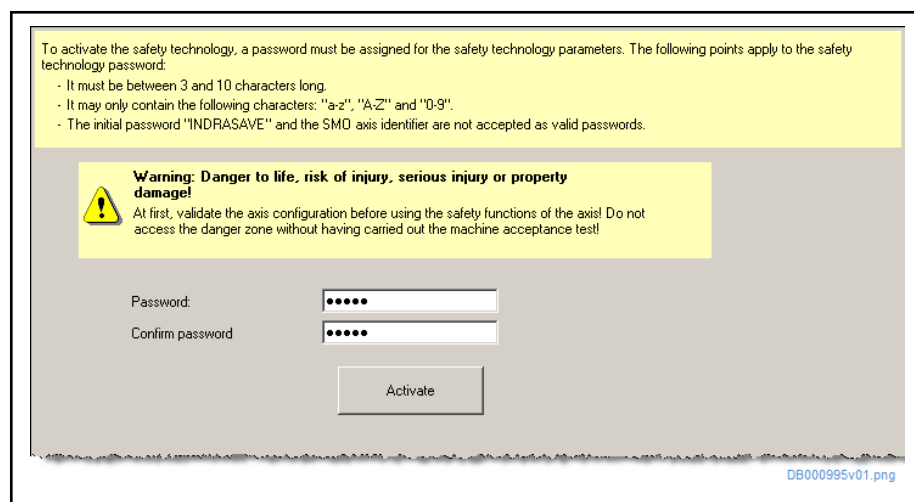 To activate the safety technology, a password must be assigned for the safety technology parameters. The following points apply to the safety
technology password:
- It must be between 3 and 10 characters long.
- It may only contain the following characters: "a-z", "A-Z" and "0-9".
- The initial password "INDRASAVE" and the SMO axis identifier are not accepted as valid passwords.
Warning: Danger to life, risk of injury, serious injury or property
damage!
At first, validate the axis configuration before using the safety functions of the axis! Do not
access the danger zone without having carried out the machine acceptance test!
Password: •••••
Confirm password •••••
Activate
DB000995v01.png